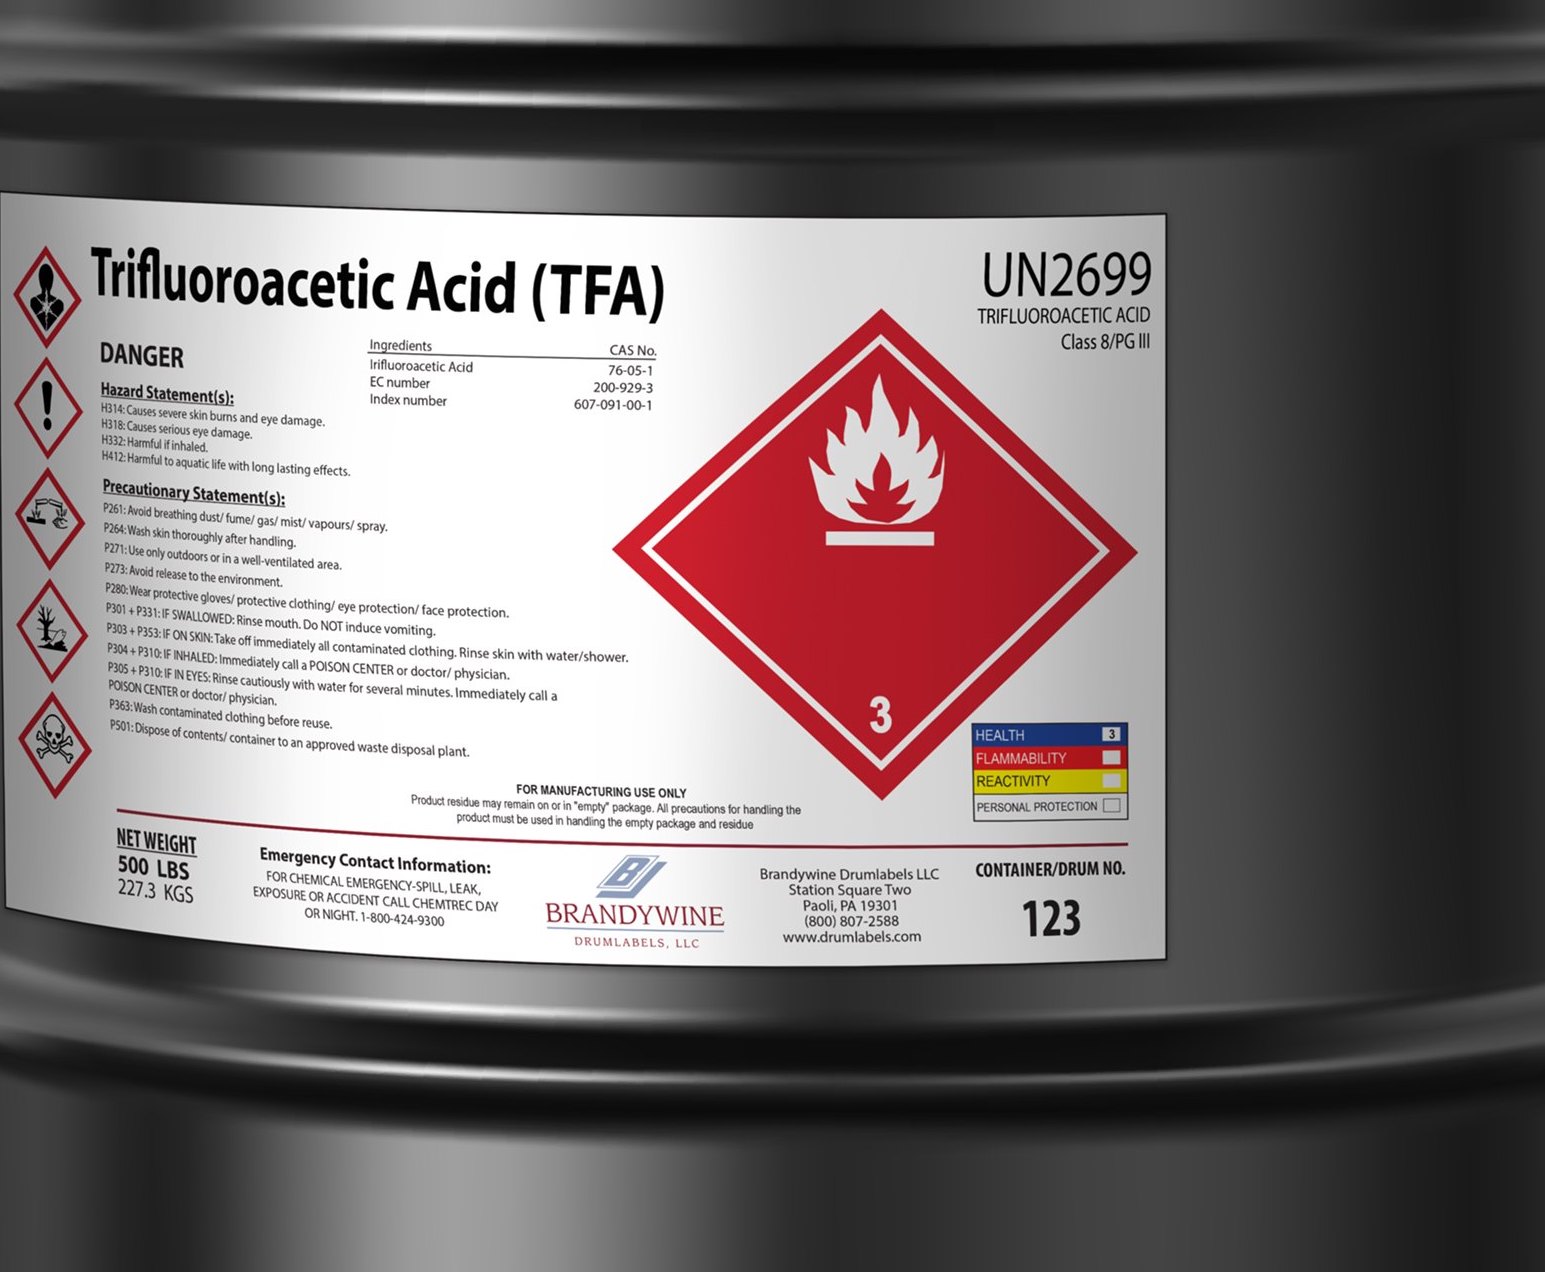 Trifluoroacetic Acid (TFA)
DANGER
Ingredients CAS No.
Irifluoroacetic Acid 76-05-1
EC number 200-929-3
Index number 607-091-00-1
Hazard Statement(s):
H314: Causes severe skin burns and eye damage.
H318: Causes serious eye damage.
H332: Harmful if inhaled.
H412: Harmful to aquatic life with long lasting effects.
Precautionary Statement(s):
P261: Avoid breathing dust/ fume/ gas/ mist/ vapours/ spray.
P264: Wash skin thoroughly after handling.
P271: Use only outdoors or in a well-ventilated area.
P273: Avoid release to the environment.
P280: Wear protective gloves/ protective clothing/ eye protection/ face protection.
P301 + P331: IF SWALLOWED: Rinse mouth. Do NOT induce vomiting.
P303 + P353: IF ON SKIN: Take off immediately all contaminated clothing. Rinse skin with water/shower.
P304 + P310: IF INHALED: Immediately call a POISON CENTER or doctor/ physician.
P305 + P310: IF IN EYES: Rinse cautiously with water for several minutes. Immediately call a
POISON CENTER or doctor/ physician.
P363: Wash contaminated clothing before reuse.
P501: Dispose of contents/ container to an approved waste disposal plant.
UN2699
TRIFLUOROACETIC ACID
Class 8/PG III
3
HEALTH 3
FLAMMABILITY
REACTIVITY
PERSONAL PROTECTION
FOR MANUFACTURING USE ONLY
Product residue may remain on or in "empty" package. All precautions for handling the
product must be used in handling the empty package and residue
NET WEIGHT
500 LBS
227.3 KGS
Emergency Contact Information:
FOR CHEMICAL EMERGENCY-SPILL, LEAK,
EXPOSURE OR ACCIDENT CALL CHEMTREC DAY
OR NIGHT. 1-800-424-9300
B
BRANDYWINE
DRUMLABELS, LLC
Brandywine Drumlabels LLC
Station Square Two
Paoli, PA 19301
(800) 807-2588
www.drumlabels.com
CONTAINER/DRUM NO.
123